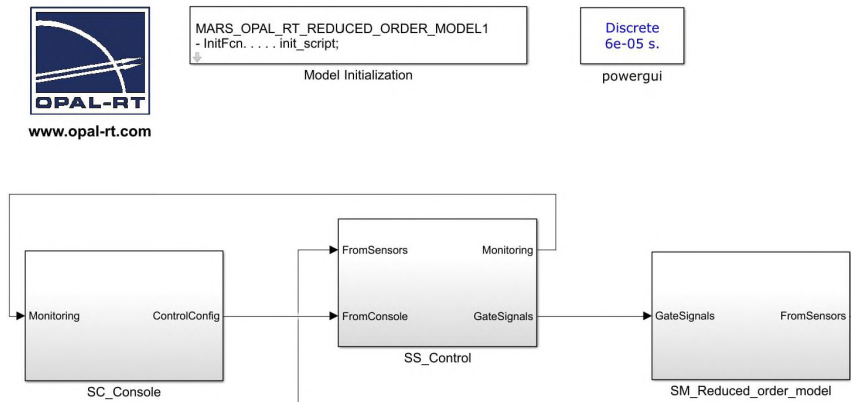 OPAL-RT
www.opal-rt.com
MARS_OPAL_RT_REDUCED_ORDER_MODEL1
- InitFcn. . . . . init_script;
Model Initialization
Discrete
6e-05 s.
powergui
Monitoring
ControlConfig
SC_Console
FromSensors
Monitoring
FromConsole
GateSignals
SS_Control
GateSignals
FromSensors
SM_Reduced_order_model